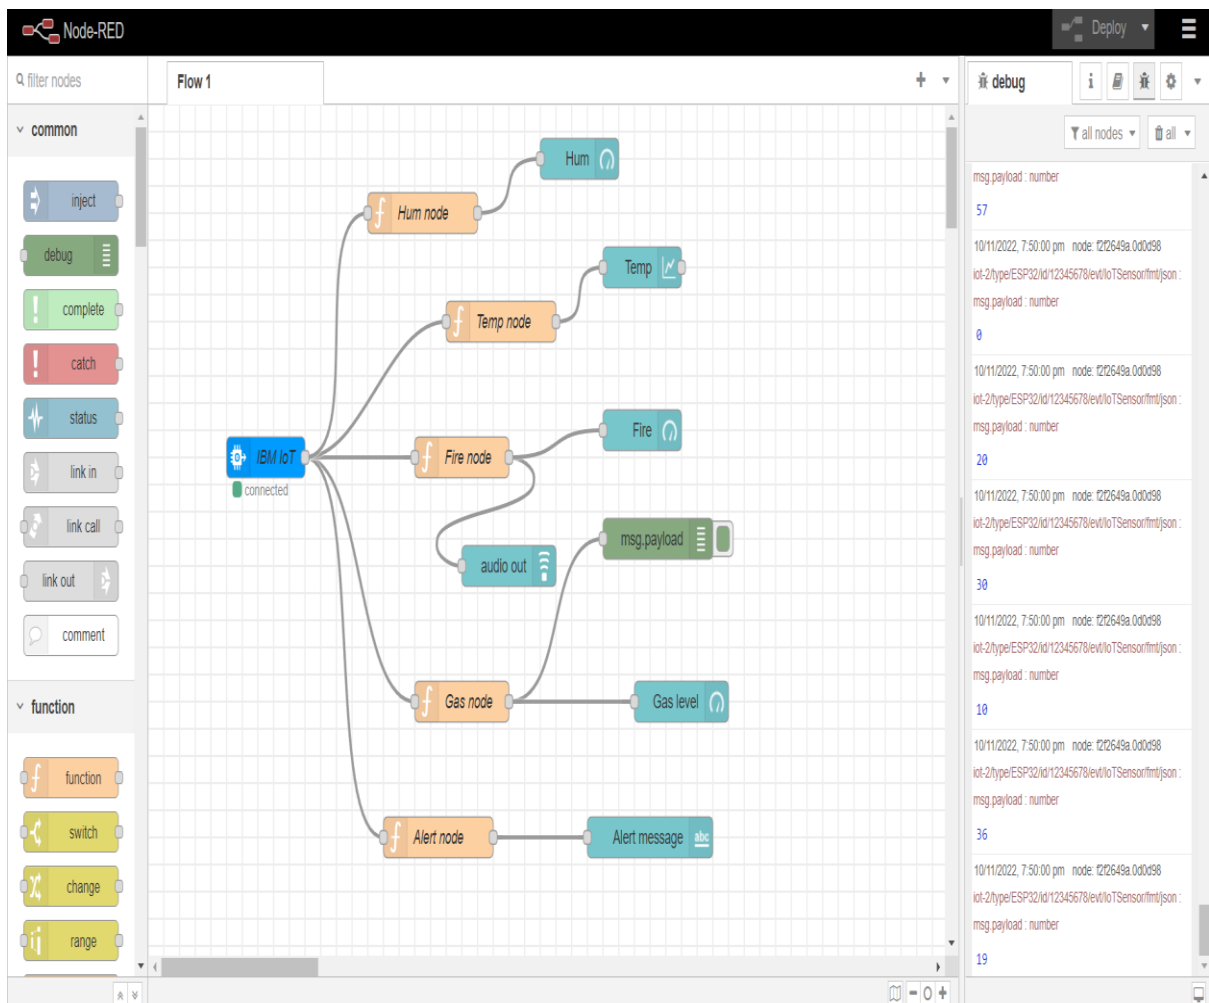 Node-RED
Deploy
filter nodes
common
inject
debug
complete
catch
status
link in
link call
link out
comment
function
function
switch
change
range
Flow 1
Hum
Hum node
Temp
Temp node
IBM IoT
connected
Fire node
Fire
msg.payload
audio out
Gas node
Gas level
Alert node
Alert message
abc
debug
i
all nodes
all
msg.payload : number
57
10/11/2022, 7:50:00 pm node: f2f2649a.0d0d98
iot-2/type/ESP32/id/12345678/evt/IoTSensor/fmt/json :
msg.payload : number
0
10/11/2022, 7:50:00 pm node: f2f2649a.0d0d98
iot-2/type/ESP32/id/12345678/evt/IoTSensor/fmt/json :
msg.payload : number
20
10/11/2022, 7:50:00 pm node: f2f2649a.0d0d98
iot-2/type/ESP32/id/12345678/evt/IoTSensor/fmt/json :
msg.payload : number
30
10/11/2022, 7:50:00 pm node: f2f2649a.0d0d98
iot-2/type/ESP32/id/12345678/evt/IoTSensor/fmt/json :
msg.payload : number
10
10/11/2022, 7:50:00 pm node: f2f2649a.0d0d98
iot-2/type/ESP32/id/12345678/evt/IoTSensor/fmt/json :
msg.payload : number
36
10/11/2022, 7:50:00 pm node: f2f2649a.0d0d98
iot-2/type/ESP32/id/12345678/evt/IoTSensor/fmt/json :
msg.payload : number
19